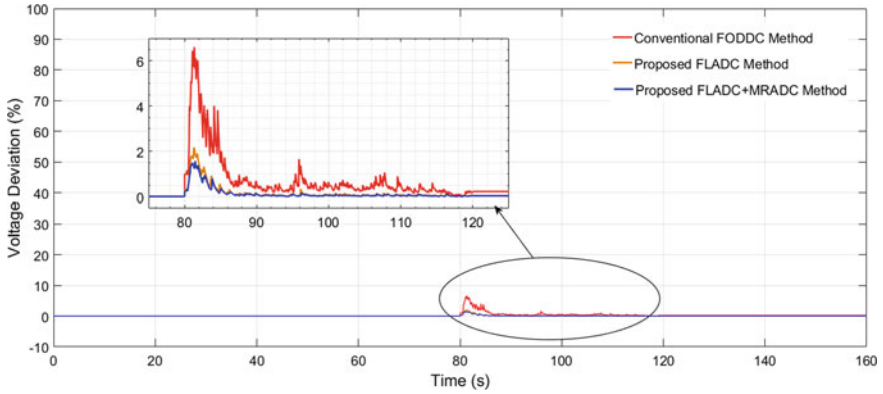 100
90
80
70
60
50
40
30
20
10
0
-10
Voltage Deviation (%)
6
4
2
0
80 90 100 110 120
Conventional FODDC Method
Proposed FLADC Method
Proposed FLADC+MRADC Method
0 20 40 60 80 100 120 140 160
Time (s)